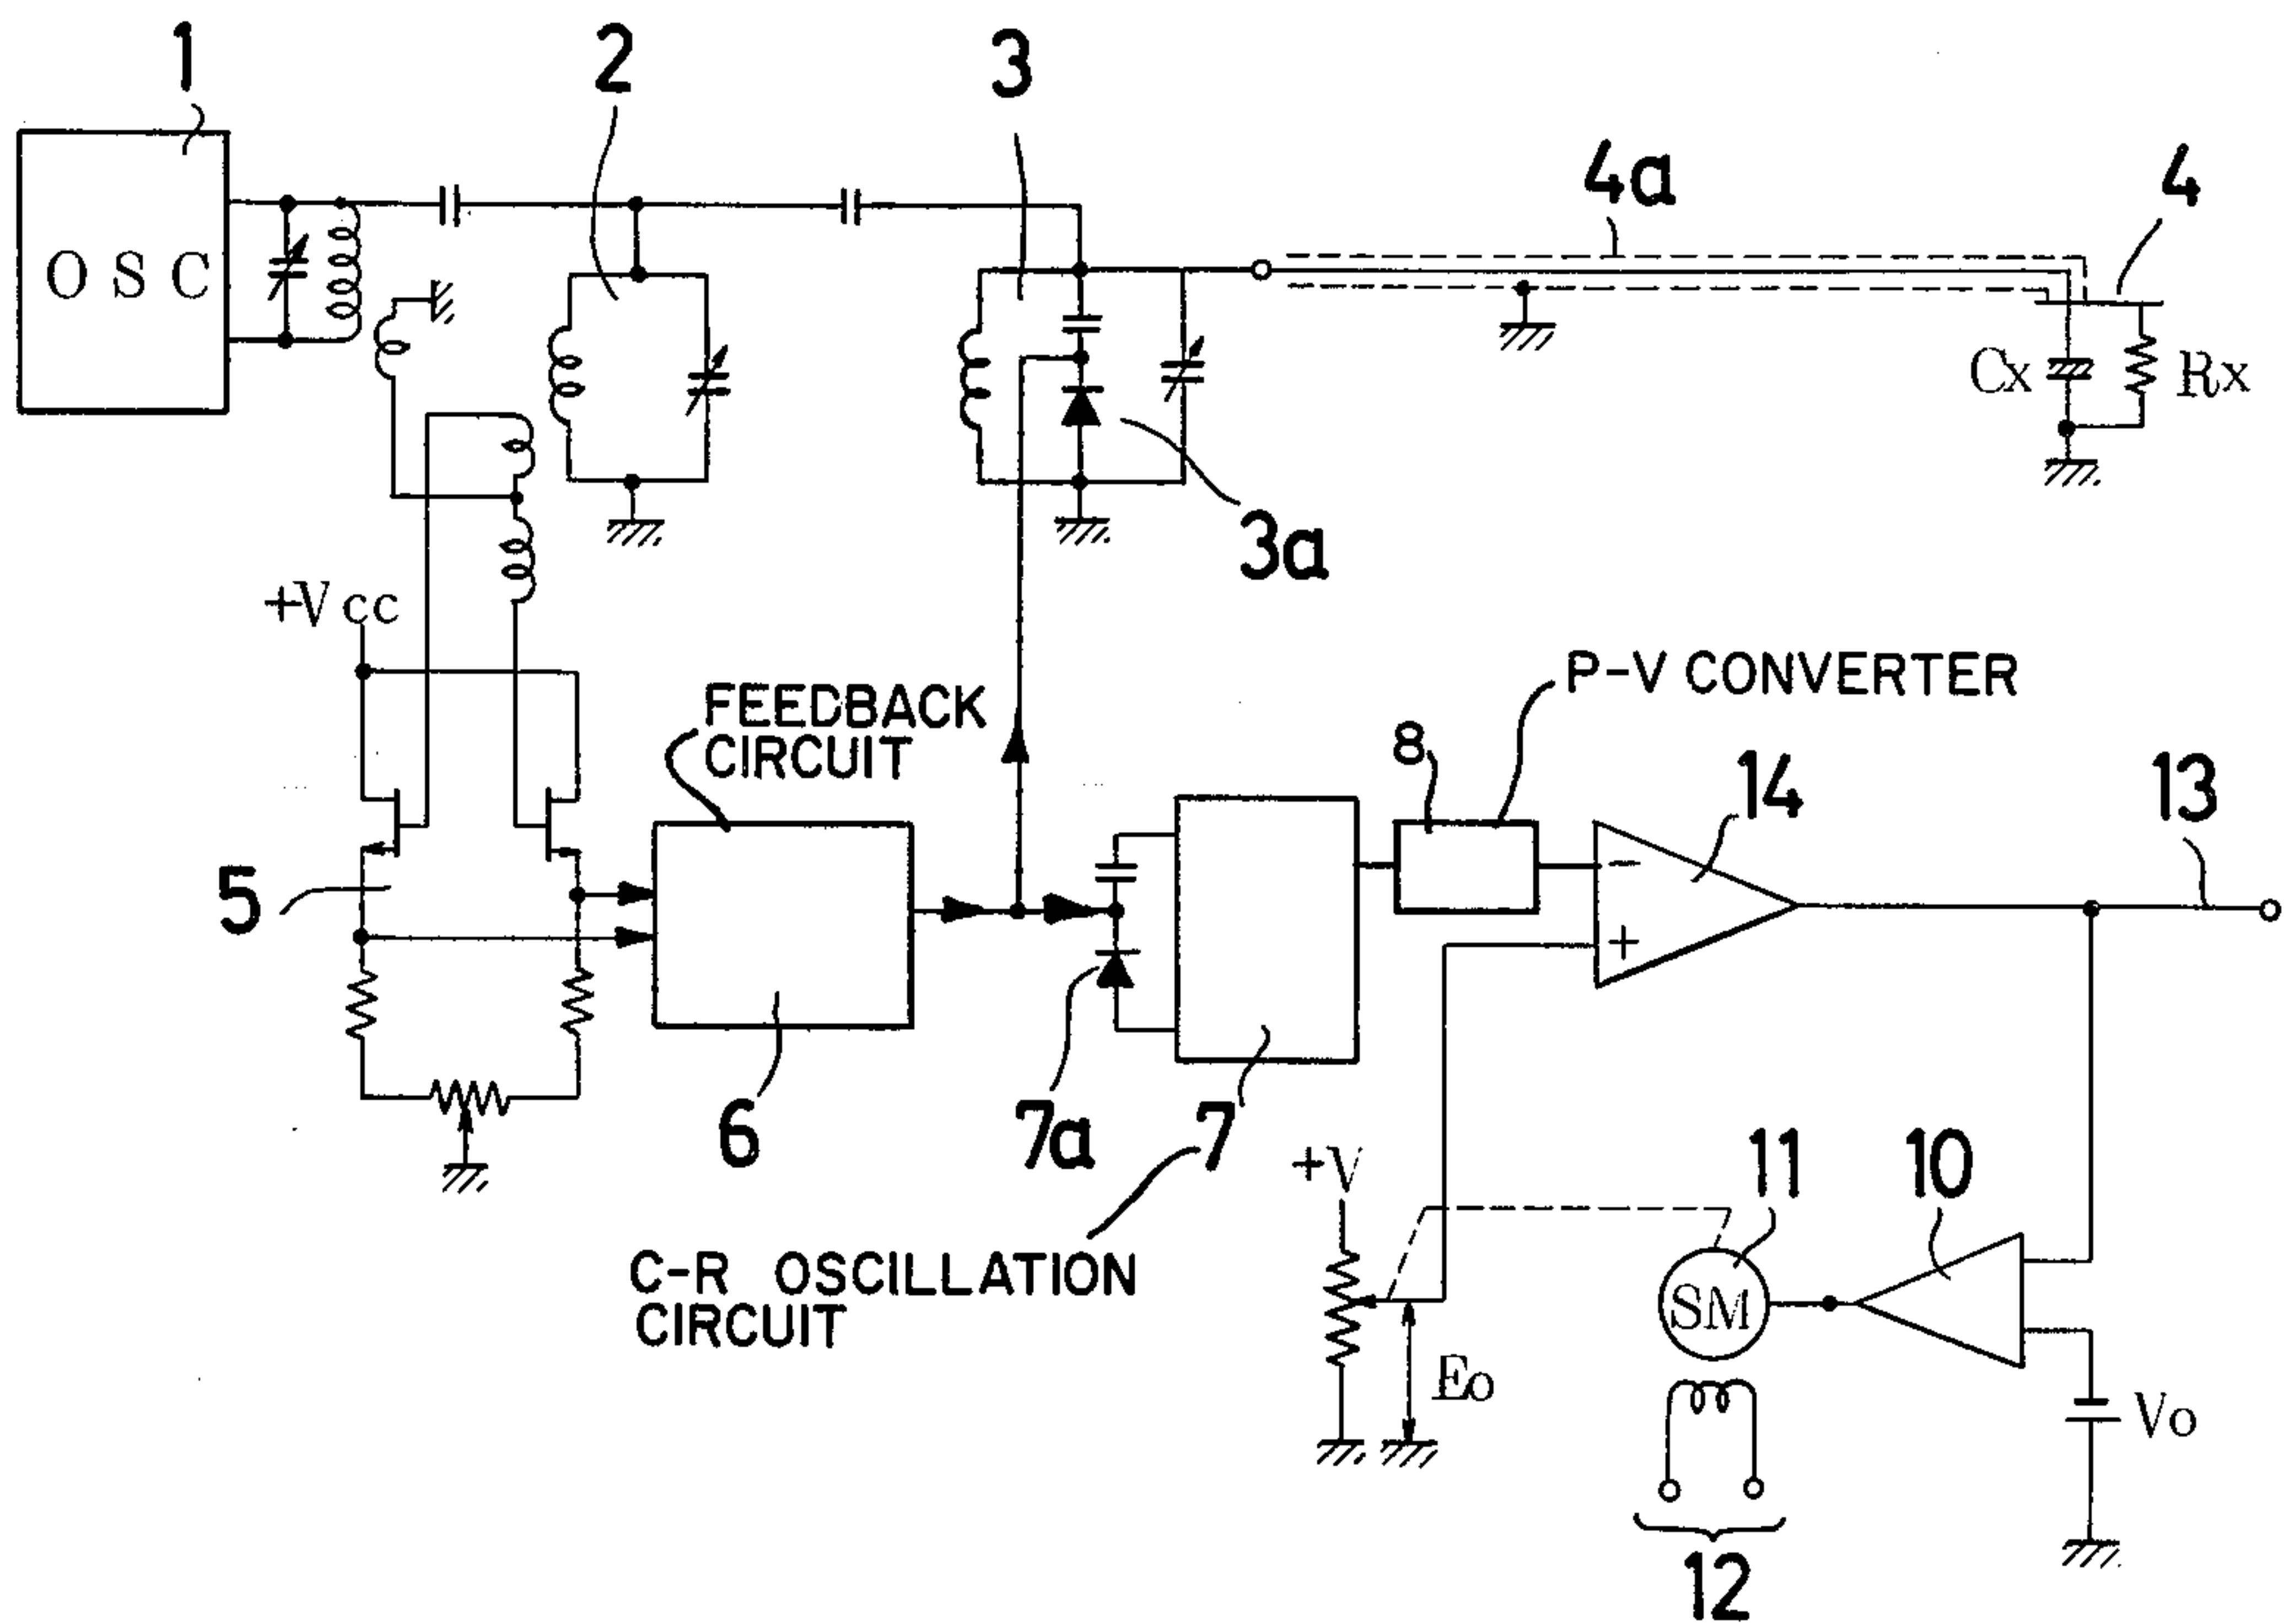 1
2
3
4a
4
OSC
Cx
Rx
3a
+Vcc
P-V CONVERTER
FEEDBACK
CIRCUIT
8
14
13
5
-
+
6
7a
7
+V
11
10
C-R OSCILLATION
CIRCUIT
SM
Eo
Vo
12